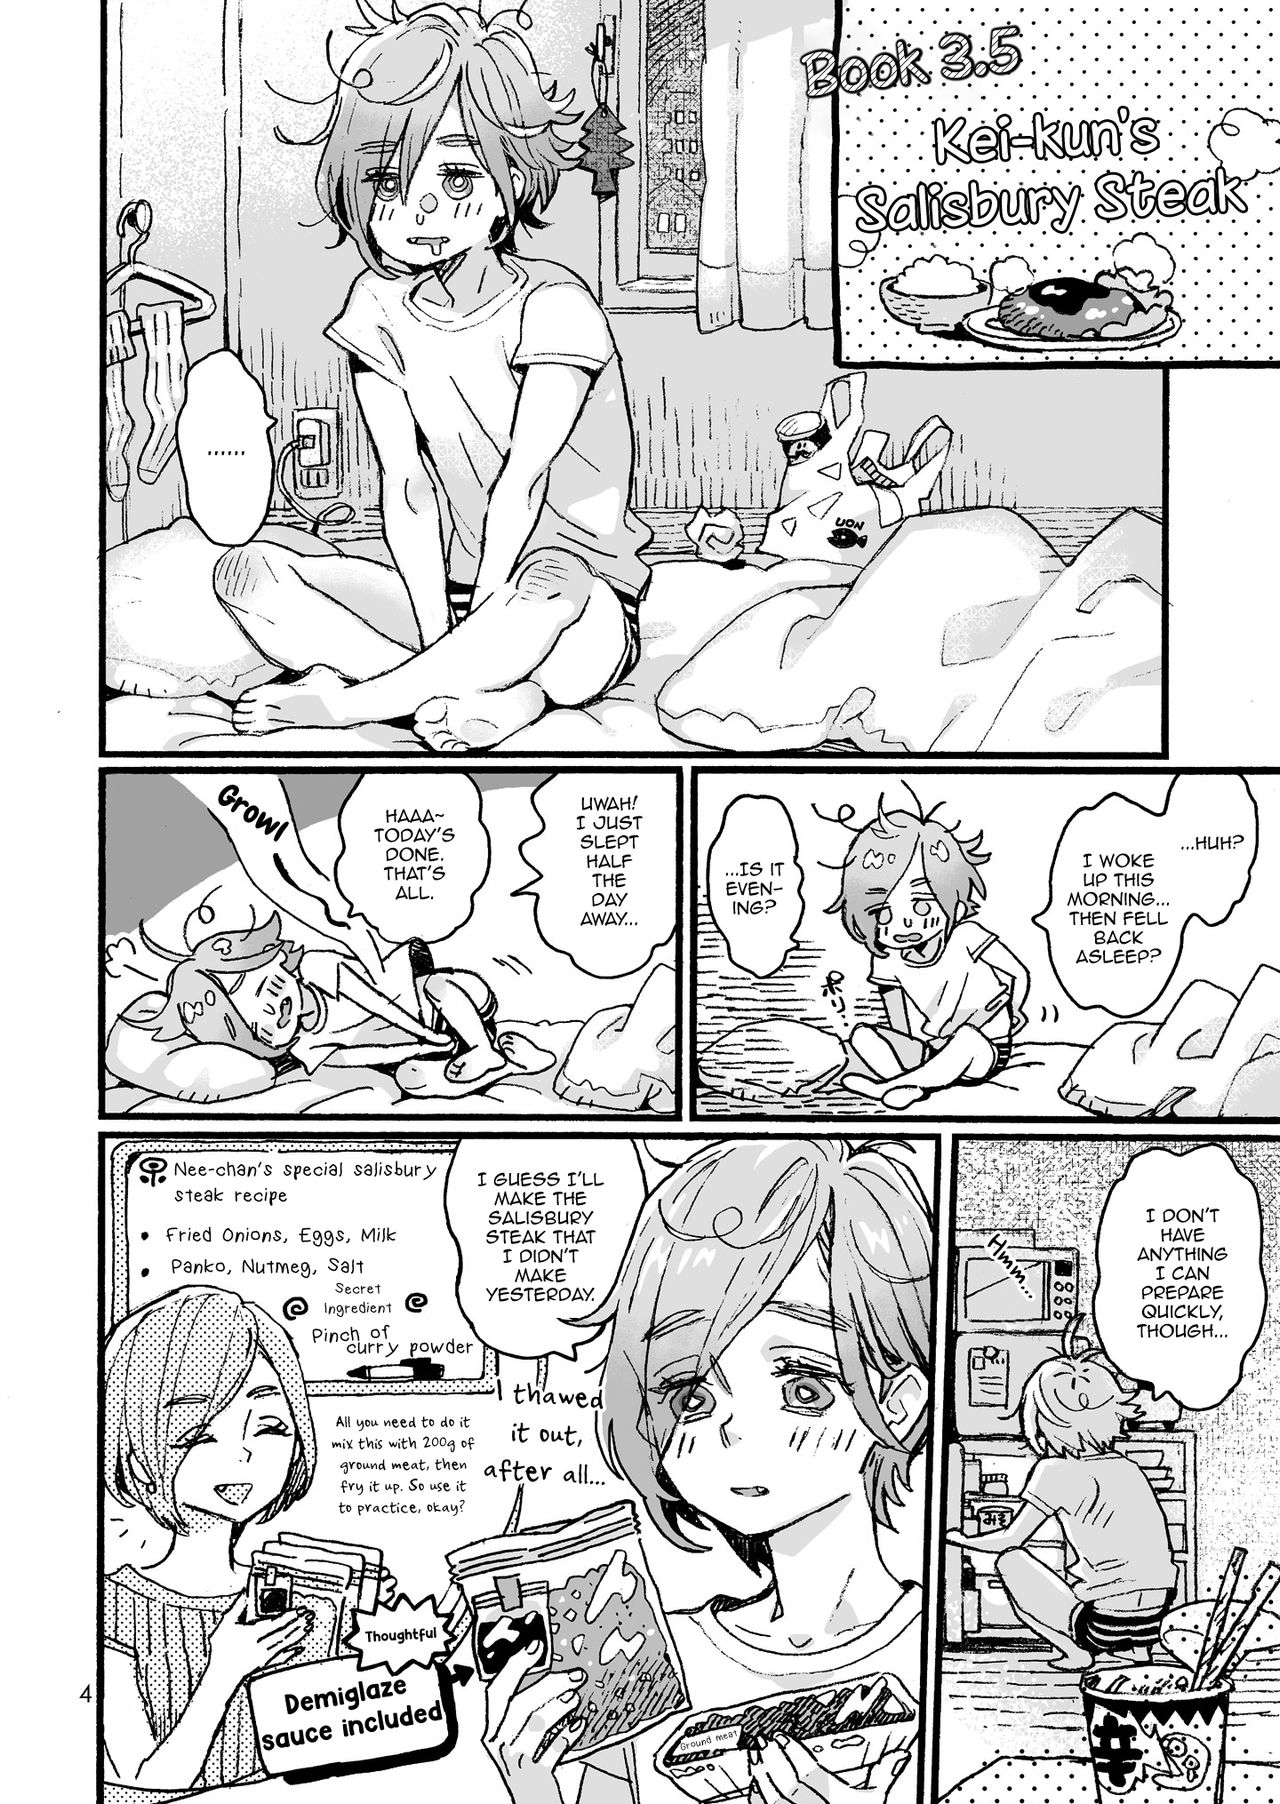 Book 3.5
Kei-kun's
Salisbury Steak
......
UON
...HUH?
I WOKE
UP THIS
MORNING...
THEN FELL
BACK
ASLEEP?
...IS IT
EVEN-
ING?
ポリ...
UWAH!
I JUST
SLEPT
HALF
THE
DAY
AWAY...
HAAA~
TODAY'S
DONE.
THAT'S
ALL.
Growl
I DON'T
HAVE
ANYTHING
I CAN
PREPARE
QUICKLY,
THOUGH...
Hmm...
I GUESS I'LL
MAKE THE
SALISBURY
STEAK THAT
I DIDN'T
MAKE
YESTERDAY.
Nee-chan's special salisbury
steak recipe
• Fried Onions, Eggs, Milk
• Panko, Nutmeg, Salt
Secret
Ingredient
Pinch of
curry powder
I thawed
it out,
after all...
All you need to do it
mix this with 200g of
ground meat, then
fry it up. So use it
to practice, okay?
Thoughtful
Demiglaze
sauce included
Ground meat
4